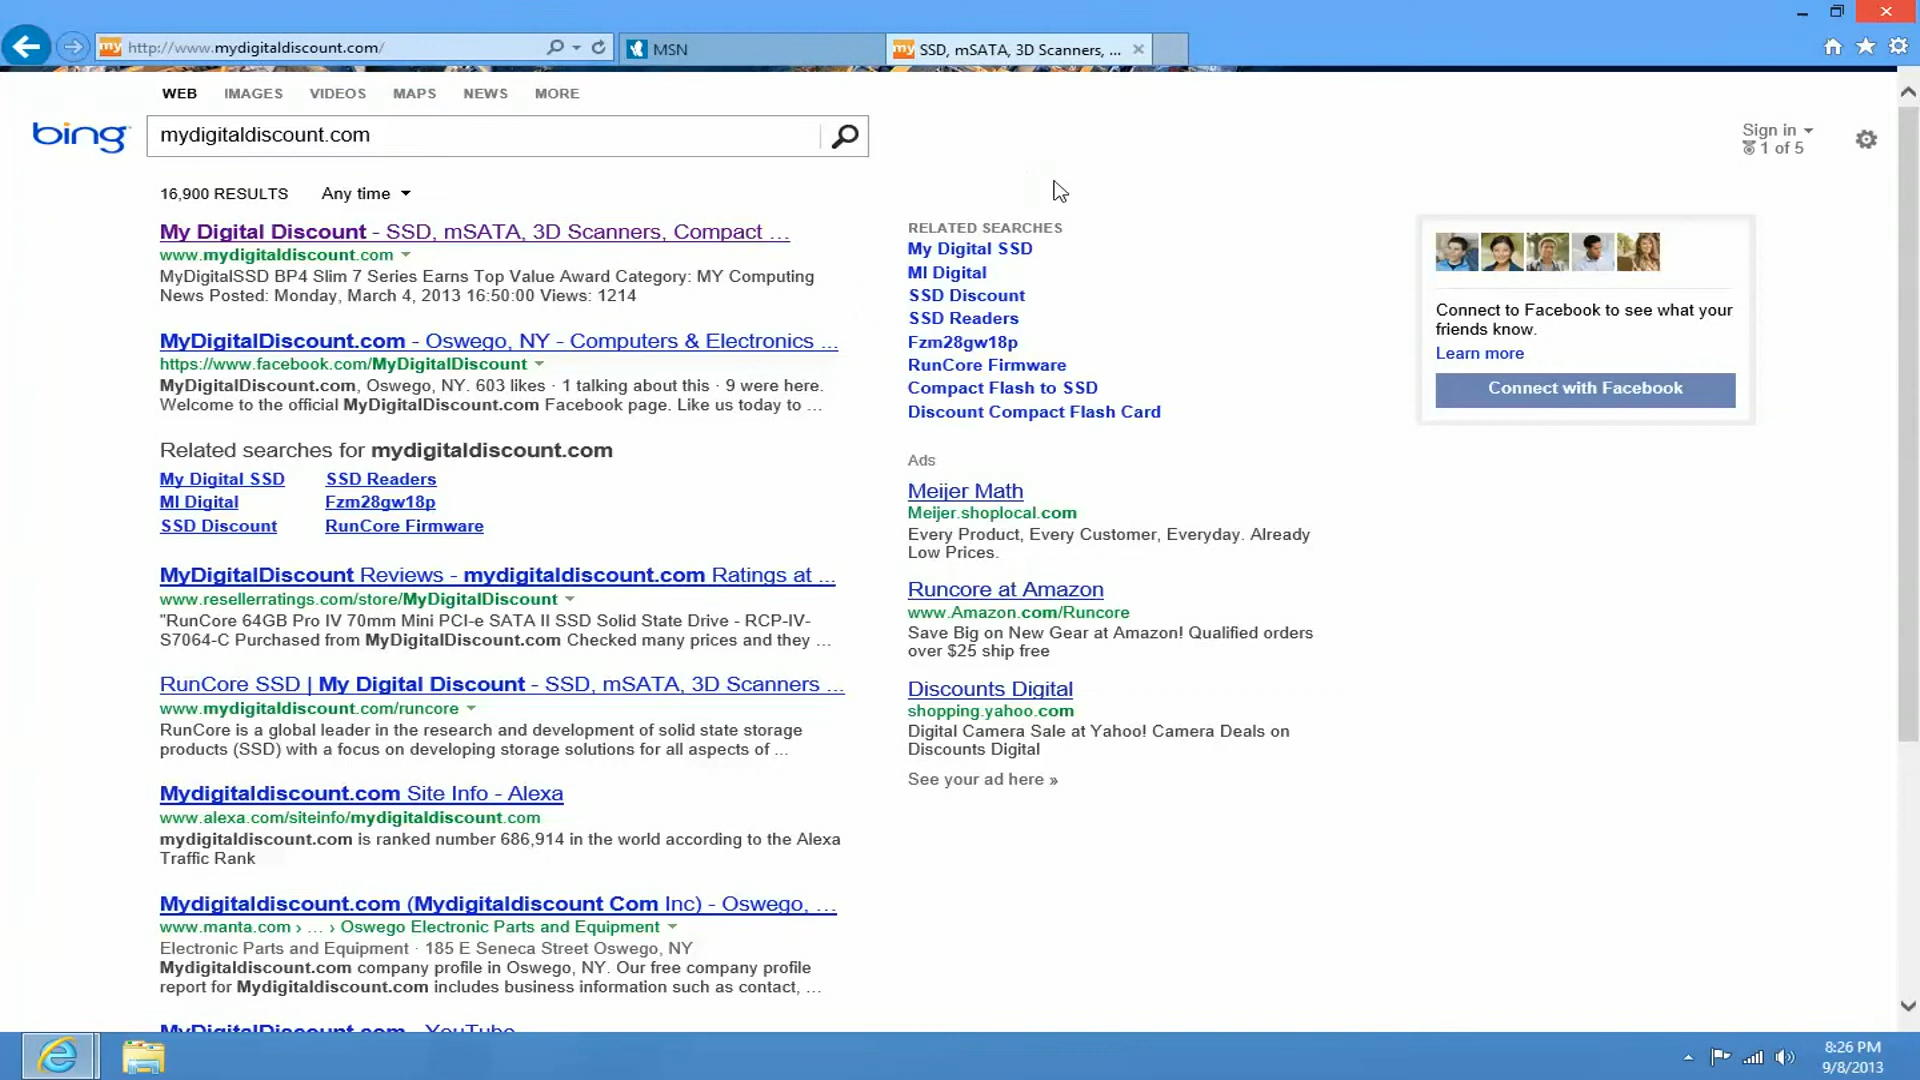 http://www.mydigitaldiscount.com/
MSN
my SSD, mSATA, 3D Scanners, ...
WEB IMAGES VIDEOS MAPS NEWS MORE
bing
mydigitaldiscount.com
Sign in
1 of 5
16,900 RESULTS Any time
My Digital Discount - SSD, mSATA, 3D Scanners, Compact ...
www.mydigitaldiscount.com
MyDigitalSSD BP4 Slim 7 Series Earns Top Value Award Category: MY Computing
News Posted: Monday, March 4, 2013 16:50:00 Views: 1214
MyDigitalDiscount.com - Oswego, NY - Computers & Electronics ...
https://www.facebook.com/MyDigitalDiscount
MyDigitalDiscount.com, Oswego, NY. 603 likes · 1 talking about this · 9 were here.
Welcome to the official MyDigitalDiscount.com Facebook page. Like us today to ...
Related searches for mydigitaldiscount.com
My Digital SSD SSD Readers
MI Digital Fzm28gw18p
SSD Discount RunCore Firmware
MyDigitalDiscount Reviews - mydigitaldiscount.com Ratings at ...
www.resellerratings.com/store/MyDigitalDiscount
"RunCore 64GB Pro IV 70mm Mini PCI-e SATA II SSD Solid State Drive - RCP-IV-
S7064-C Purchased from MyDigitalDiscount.com Checked many prices and they ...
RunCore SSD | My Digital Discount - SSD, mSATA, 3D Scanners ...
www.mydigitaldiscount.com/runcore
RunCore is a global leader in the research and development of solid state storage
products (SSD) with a focus on developing storage solutions for all aspects of ...
Mydigitaldiscount.com Site Info - Alexa
www.alexa.com/siteinfo/mydigitaldiscount.com
mydigitaldiscount.com is ranked number 686,914 in the world according to the Alexa
Traffic Rank
Mydigitaldiscount.com (Mydigitaldiscount Com Inc) - Oswego, ...
www.manta.com › ... › Oswego Electronic Parts and Equipment
Electronic Parts and Equipment · 185 E Seneca Street Oswego, NY
Mydigitaldiscount.com company profile in Oswego, NY. Our free company profile
report for Mydigitaldiscount.com includes business information such as contact, ...
MyDigitalDiscount.com - YouTube
RELATED SEARCHES
My Digital SSD
MI Digital
SSD Discount
SSD Readers
Fzm28gw18p
RunCore Firmware
Compact Flash to SSD
Discount Compact Flash Card
Ads
Meijer Math
Meijer.shoplocal.com
Every Product, Every Customer, Everyday. Already
Low Prices.
Runcore at Amazon
www.Amazon.com/Runcore
Save Big on New Gear at Amazon! Qualified orders
over $25 ship free
Discounts Digital
shopping.yahoo.com
Digital Camera Sale at Yahoo! Camera Deals on
Discounts Digital
See your ad here »
Connect to Facebook to see what your
friends know.
Learn more
Connect with Facebook
8:26 PM
9/8/2013